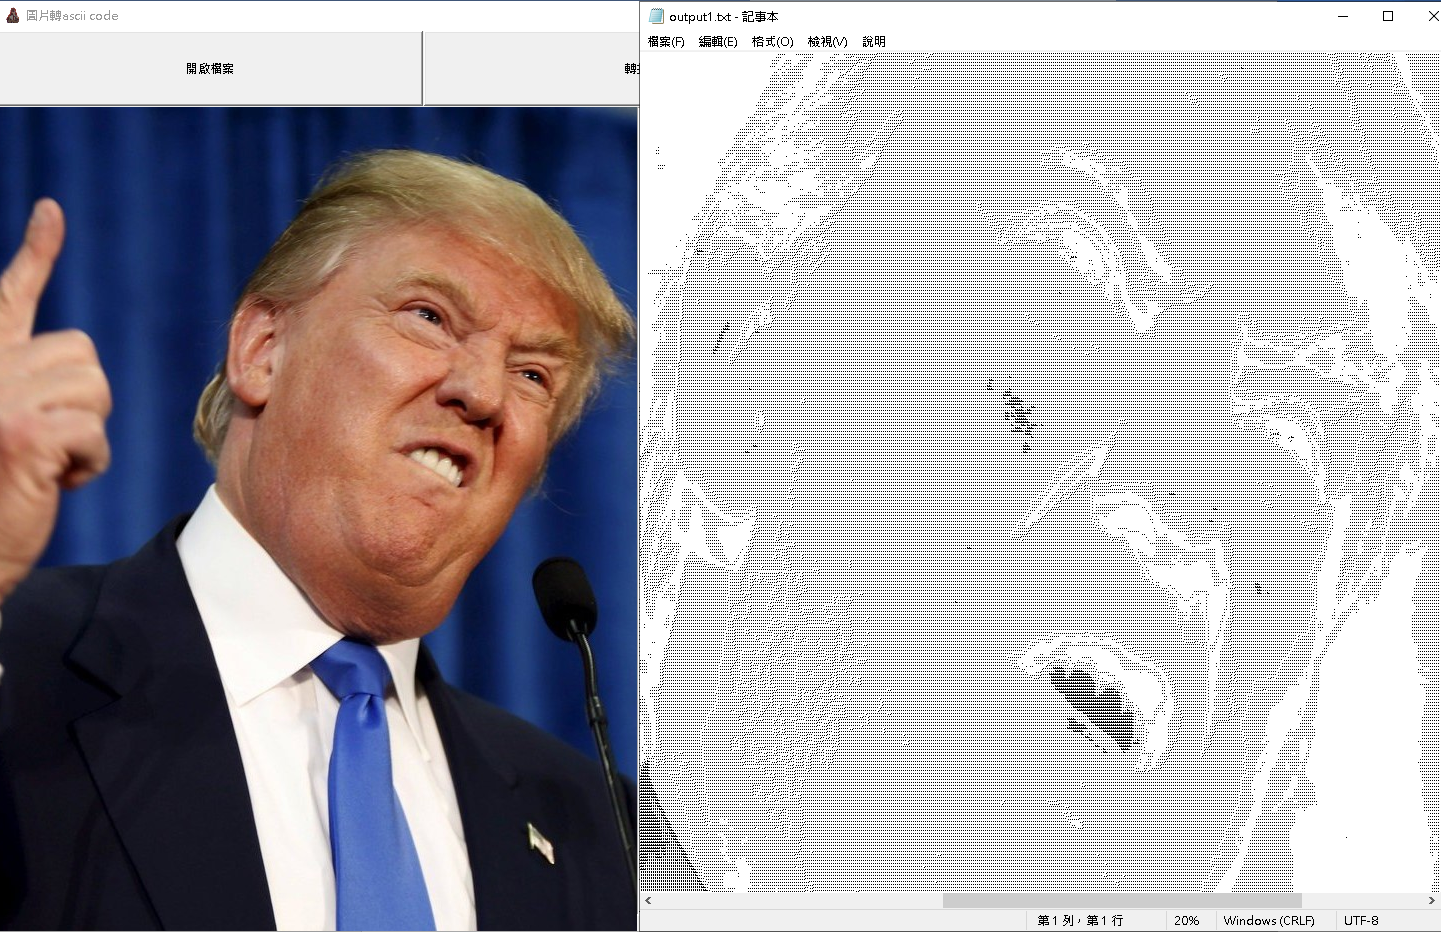 圖片轉ascii code
開啟檔案
output1.txt - 記事本
檔案(F) 編輯(E) 格式(O) 檢視(V) 說明
第 1 列，第 1 行
20%
Windows (CRLF)
UTF-8